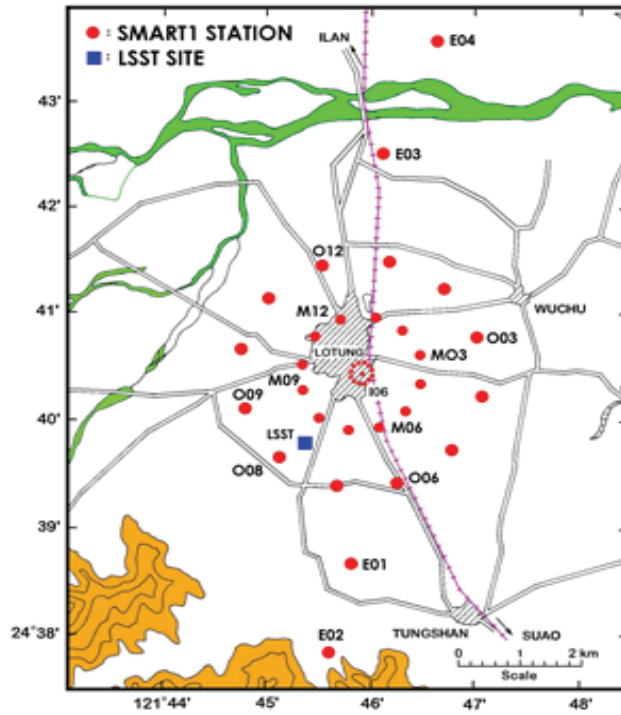 : SMART1 STATION
: LSST SITE
ILAN
E04
43'
E03
42'
O12
41'
M12
WUCHU
LOTUNG
O03
MO3
M09
I06
O09
40'
M06
LSST
O08
O06
39'
E01
24°38'
E02
TUNGSHAN
SUAO
0 1 2 km
Scale
121°44' 45' 46' 47' 48'